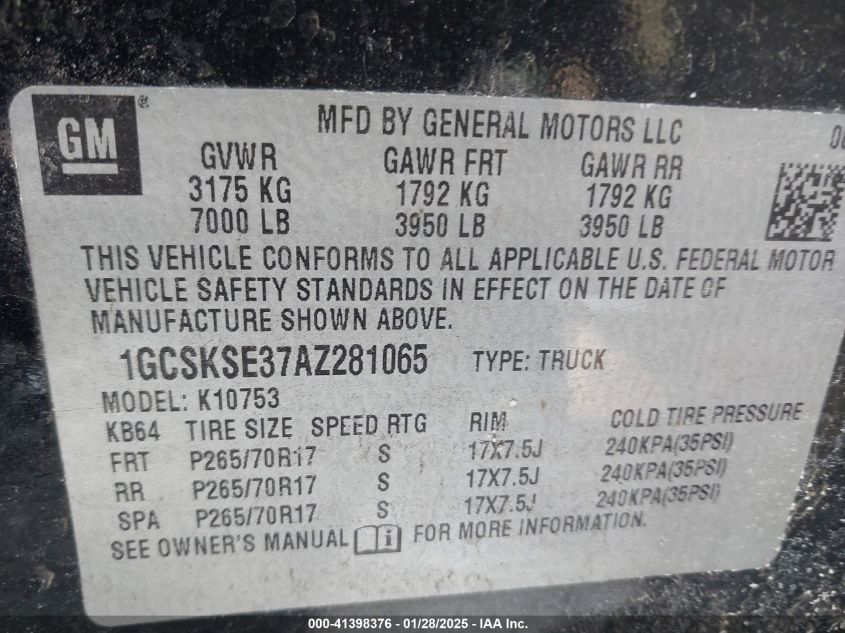 GM®
MFD BY GENERAL MOTORS LLC
GVWR GAWR FRT GAWR RR
3175 KG 1792 KG 1792 KG
7000 LB 3950 LB 3950 LB
THIS VEHICLE CONFORMS TO ALL APPLICABLE U.S. FEDERAL MOTOR
VEHICLE SAFETY STANDARDS IN EFFECT ON THE DATE OF
MANUFACTURE SHOWN ABOVE.
1GCSKSE37AZ281065 TYPE: TRUCK
MODEL: K10753
KB64 TIRE SIZE SPEED RTG RIM COLD TIRE PRESSURE
FRT P265/70R17 S 17X7.5J 240KPA(35PSI)
RR P265/70R17 S 17X7.5J 240KPA(35PSI)
SPA P265/70R17 S 17X7.5J 240KPA(35PSI)
SEE OWNER'S MANUAL FOR MORE INFORMATION.
000-41398376 / 01/28/2025 - IAA Inc.